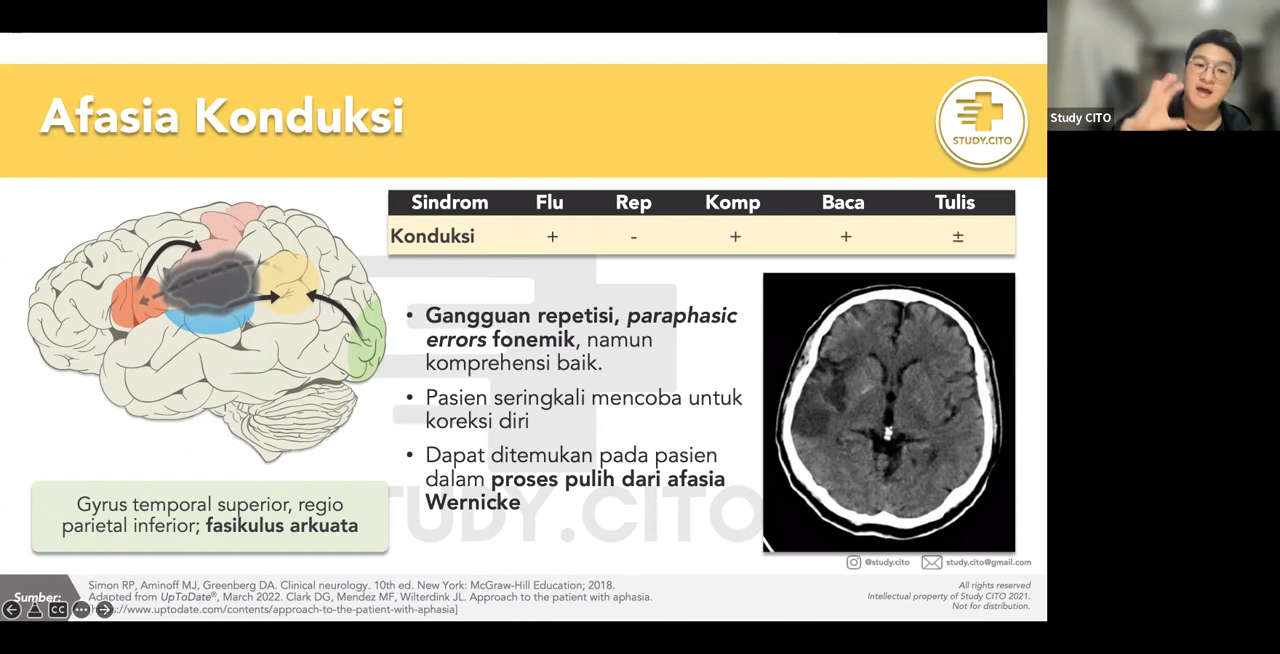 Afasia Konduksi
STUDY.CITO
Study CITO
Sindrom Flu Rep Komp Baca Tulis
Konduksi + - + + ±
• Gangguan repetisi, paraphasic
errors fonemik, namun
komprehensi baik.
• Pasien seringkali mencoba untuk
koreksi diri
• Dapat ditemukan pada pasien
dalam proses pulih dari afasia
Wernicke
Gyrus temporal superior, regio
parietal inferior; fasikulus arkuata
STUDY.CITO
@study.cito study.cito@gmail.com
Sumber:
Simon RP, Aminoff MJ, Greenberg DA. Clinical neurology. 10th ed. New York: McGraw-Hill Education; 2018.
Adapted from UpToDate®, March 2022. Clark DG, Mendez MF, Wilterdink JL. Approach to the patient with aphasia.
://www.uptodate.com/contents/approach-to-the-patient-with-aphasia]
CC
All rights reserved
Intellectual property of Study CITO 2021.
Not for distribution.